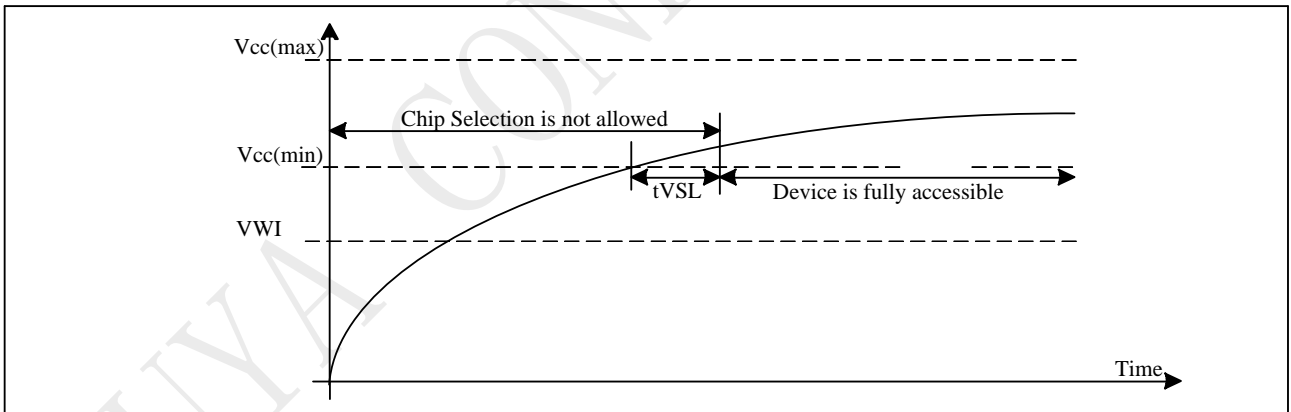 Vcc(max)
Chip Selection is not allowed
Vcc(min)
tVSL
Device is fully accessible
VWI
Time